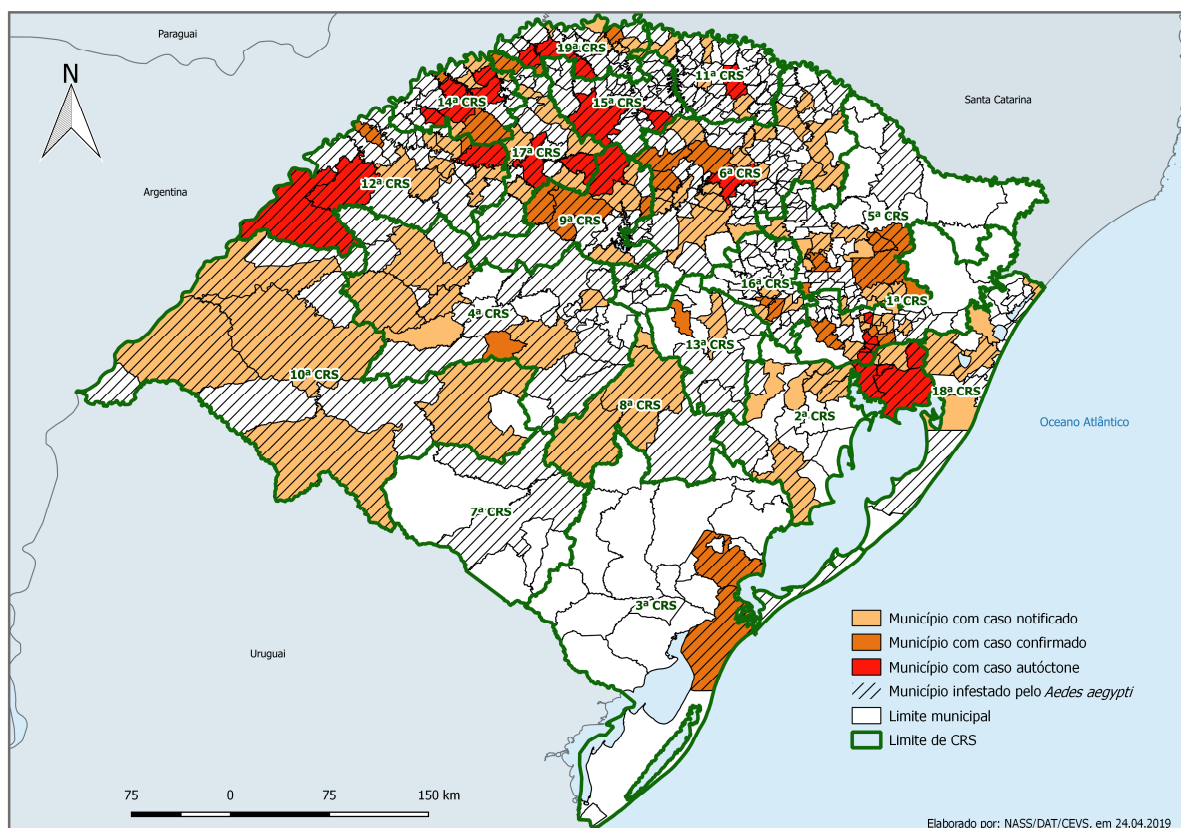 Paraguai
N
Santa Catarina
Argentina
Oceano Atlântico
Uruguai
19ª CRS
11ª CRS
14ª CRS
15ª CRS
17ª CRS
6ª CRS
12ª CRS
9ª CRS
5ª CRS
16ª CRS
1ª CRS
4ª CRS
13ª CRS
10ª CRS
18ª CRS
8ª CRS
2ª CRS
7ª CRS
3ª CRS
Município com caso notificado
Município com caso confirmado
Município com caso autóctone
Município infestado pelo Aedes aegypti
Limite municipal
Limite de CRS
75 0 75 150 km
Elaborado por: NASS/DAT/CEVS, em 24.04.2019